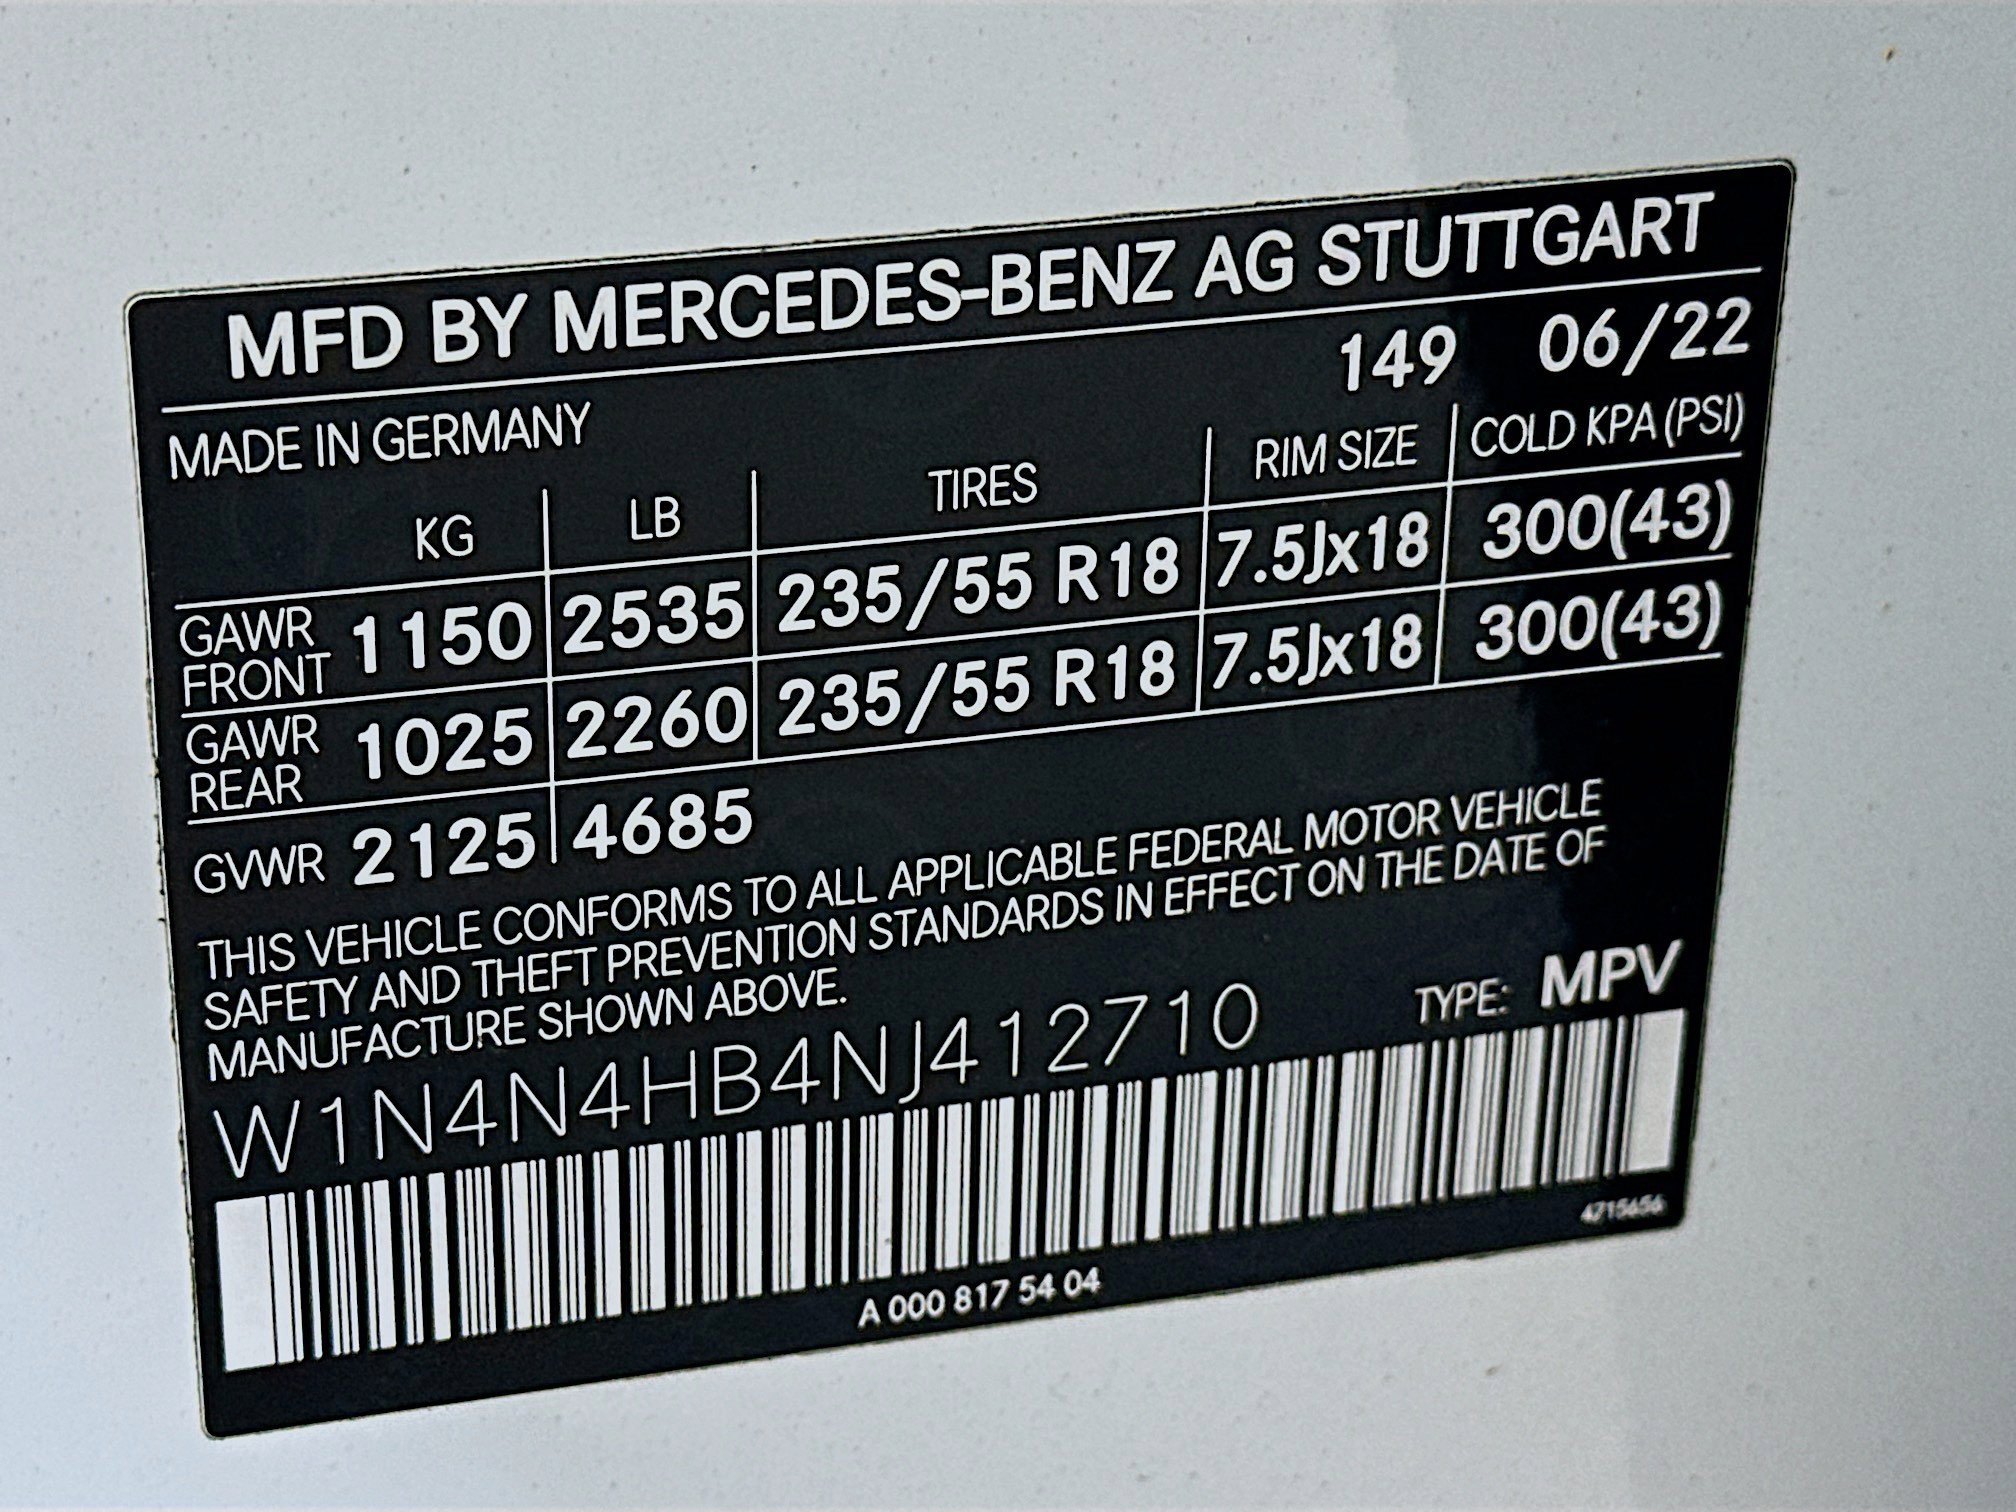 MFD BY MERCEDES-BENZ AG STUTTGART
149 06/22
MADE IN GERMANY
KG LB TIRES RIM SIZE COLD KPA (PSI)
GAWR FRONT 1150 2535 235/55 R18 7.5Jx18 300(43)
GAWR REAR 1025 2260 235/55 R18 7.5Jx18 300(43)
GVWR 2125 4685
THIS VEHICLE CONFORMS TO ALL APPLICABLE FEDERAL MOTOR VEHICLE
SAFETY AND THEFT PREVENTION STANDARDS IN EFFECT ON THE DATE OF
MANUFACTURE SHOWN ABOVE.
W1N4N4HB4NJ412710 TYPE: MPV
4715656
A 000 817 54 04